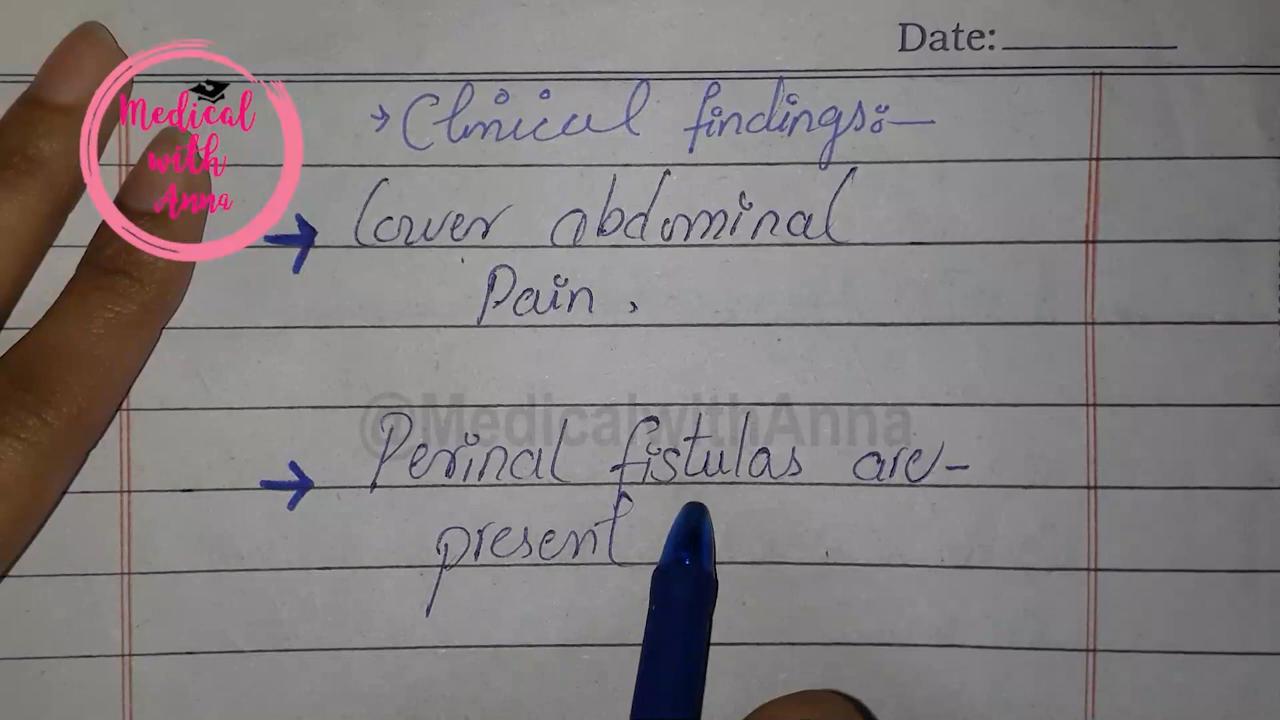 Date:
Medical
with
Anna
→ Clinical findings:-
→ Lower abdominal
Pain,
@MedicalwithAnna
→ Perinal fistulas are-
present